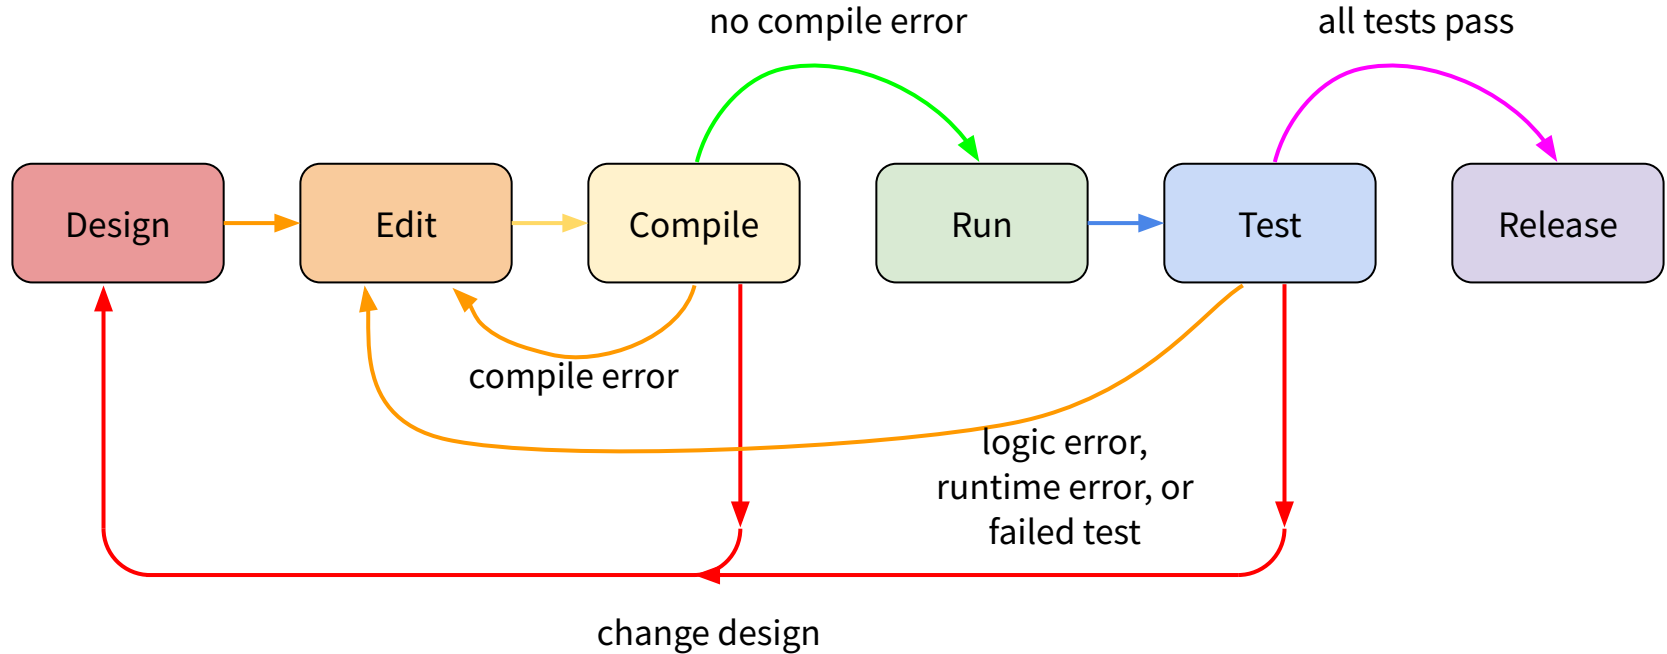 no compile error
all tests pass
Design
Edit
Compile
Run
Test
Release
compile error
logic error,
runtime error, or
failed test
change design